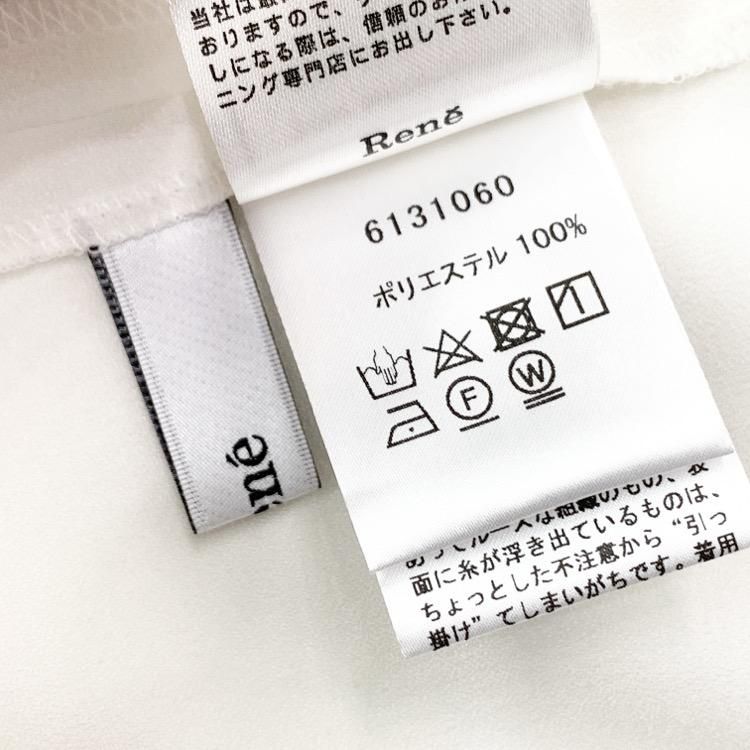 当社は
おりますので、
しになる際は、信頼のお
ニング専門店にお出し下さい。
René
6131060
ポリエステル 100%
F
W
né
面に糸が浮き出ているものは、
ちょっとした不注意から“引っ
掛け”てしまいがちです。着用